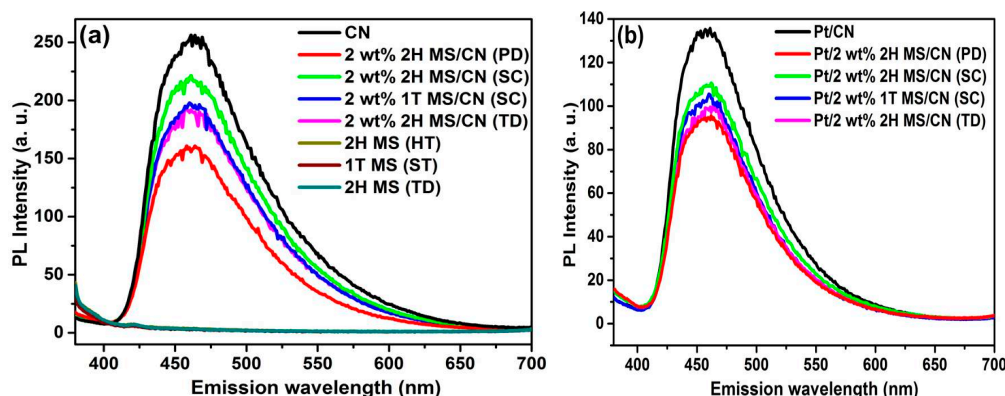 (a)
CN
2 wt% 2H MS/CN (PD)
2 wt% 2H MS/CN (SC)
2 wt% 1T MS/CN (SC)
2 wt% 2H MS/CN (TD)
2H MS (HT)
1T MS (ST)
2H MS (TD)
PL Intensity (a. u.)
250
200
150
100
50
0
400 450 500 550 600 650 700
Emission wavelength (nm)
(b)
Pt/CN
Pt/2 wt% 2H MS/CN (PD)
Pt/2 wt% 2H MS/CN (SC)
Pt/2 wt% 1T MS/CN (SC)
Pt/2 wt% 2H MS/CN (TD)
PL Intensity (a. u.)
140
120
100
80
60
40
20
0
400 450 500 550 600 650 700
Emission wavelength (nm)